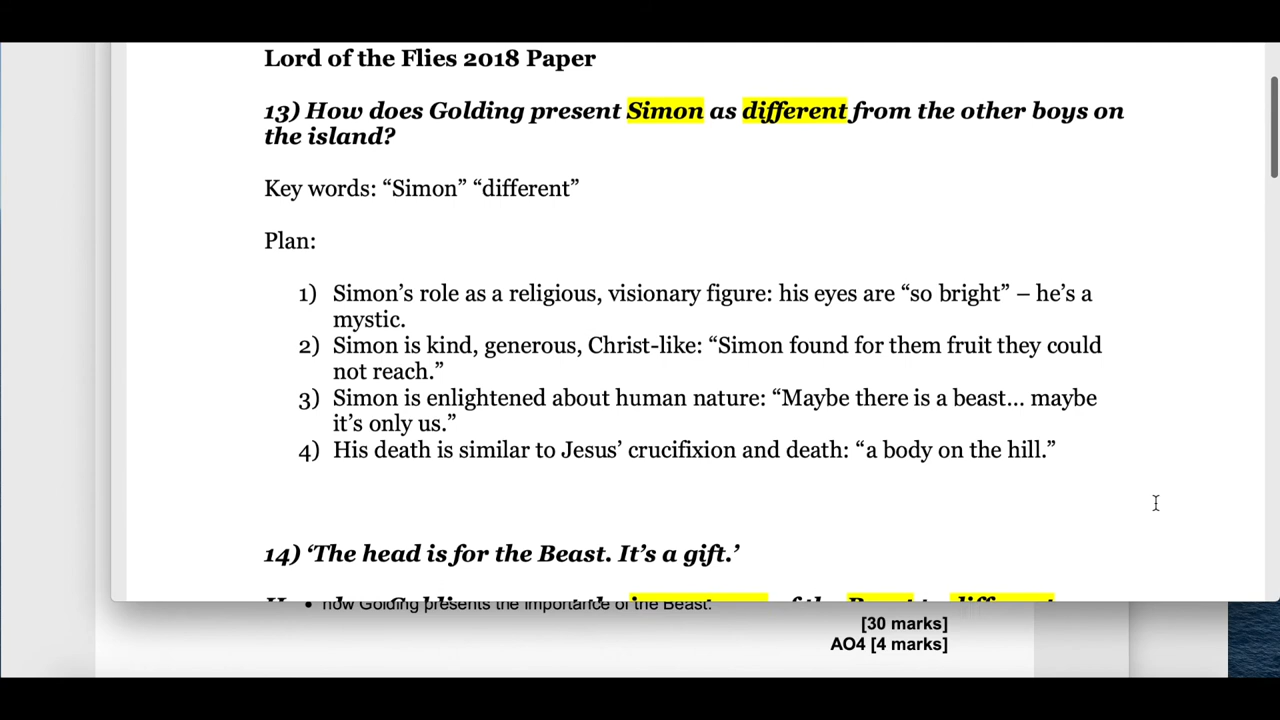 Lord of the Flies 2018 Paper
13) How does Golding present Simon as different from the other boys on
the island?
Key words: “Simon” “different”
Plan:
1) Simon’s role as a religious, visionary figure: his eyes are “so bright” – he’s a
mystic.
2) Simon is kind, generous, Christ-like: “Simon found for them fruit they could
not reach.”
3) Simon is enlightened about human nature: “Maybe there is a beast… maybe
it’s only us.”
4) His death is similar to Jesus’ crucifixion and death: “a body on the hill.”
14) ‘The head is for the Beast. It’s a gift.’
• how Golding presents the importance of the Beast.
[30 marks]
AO4 [4 marks]